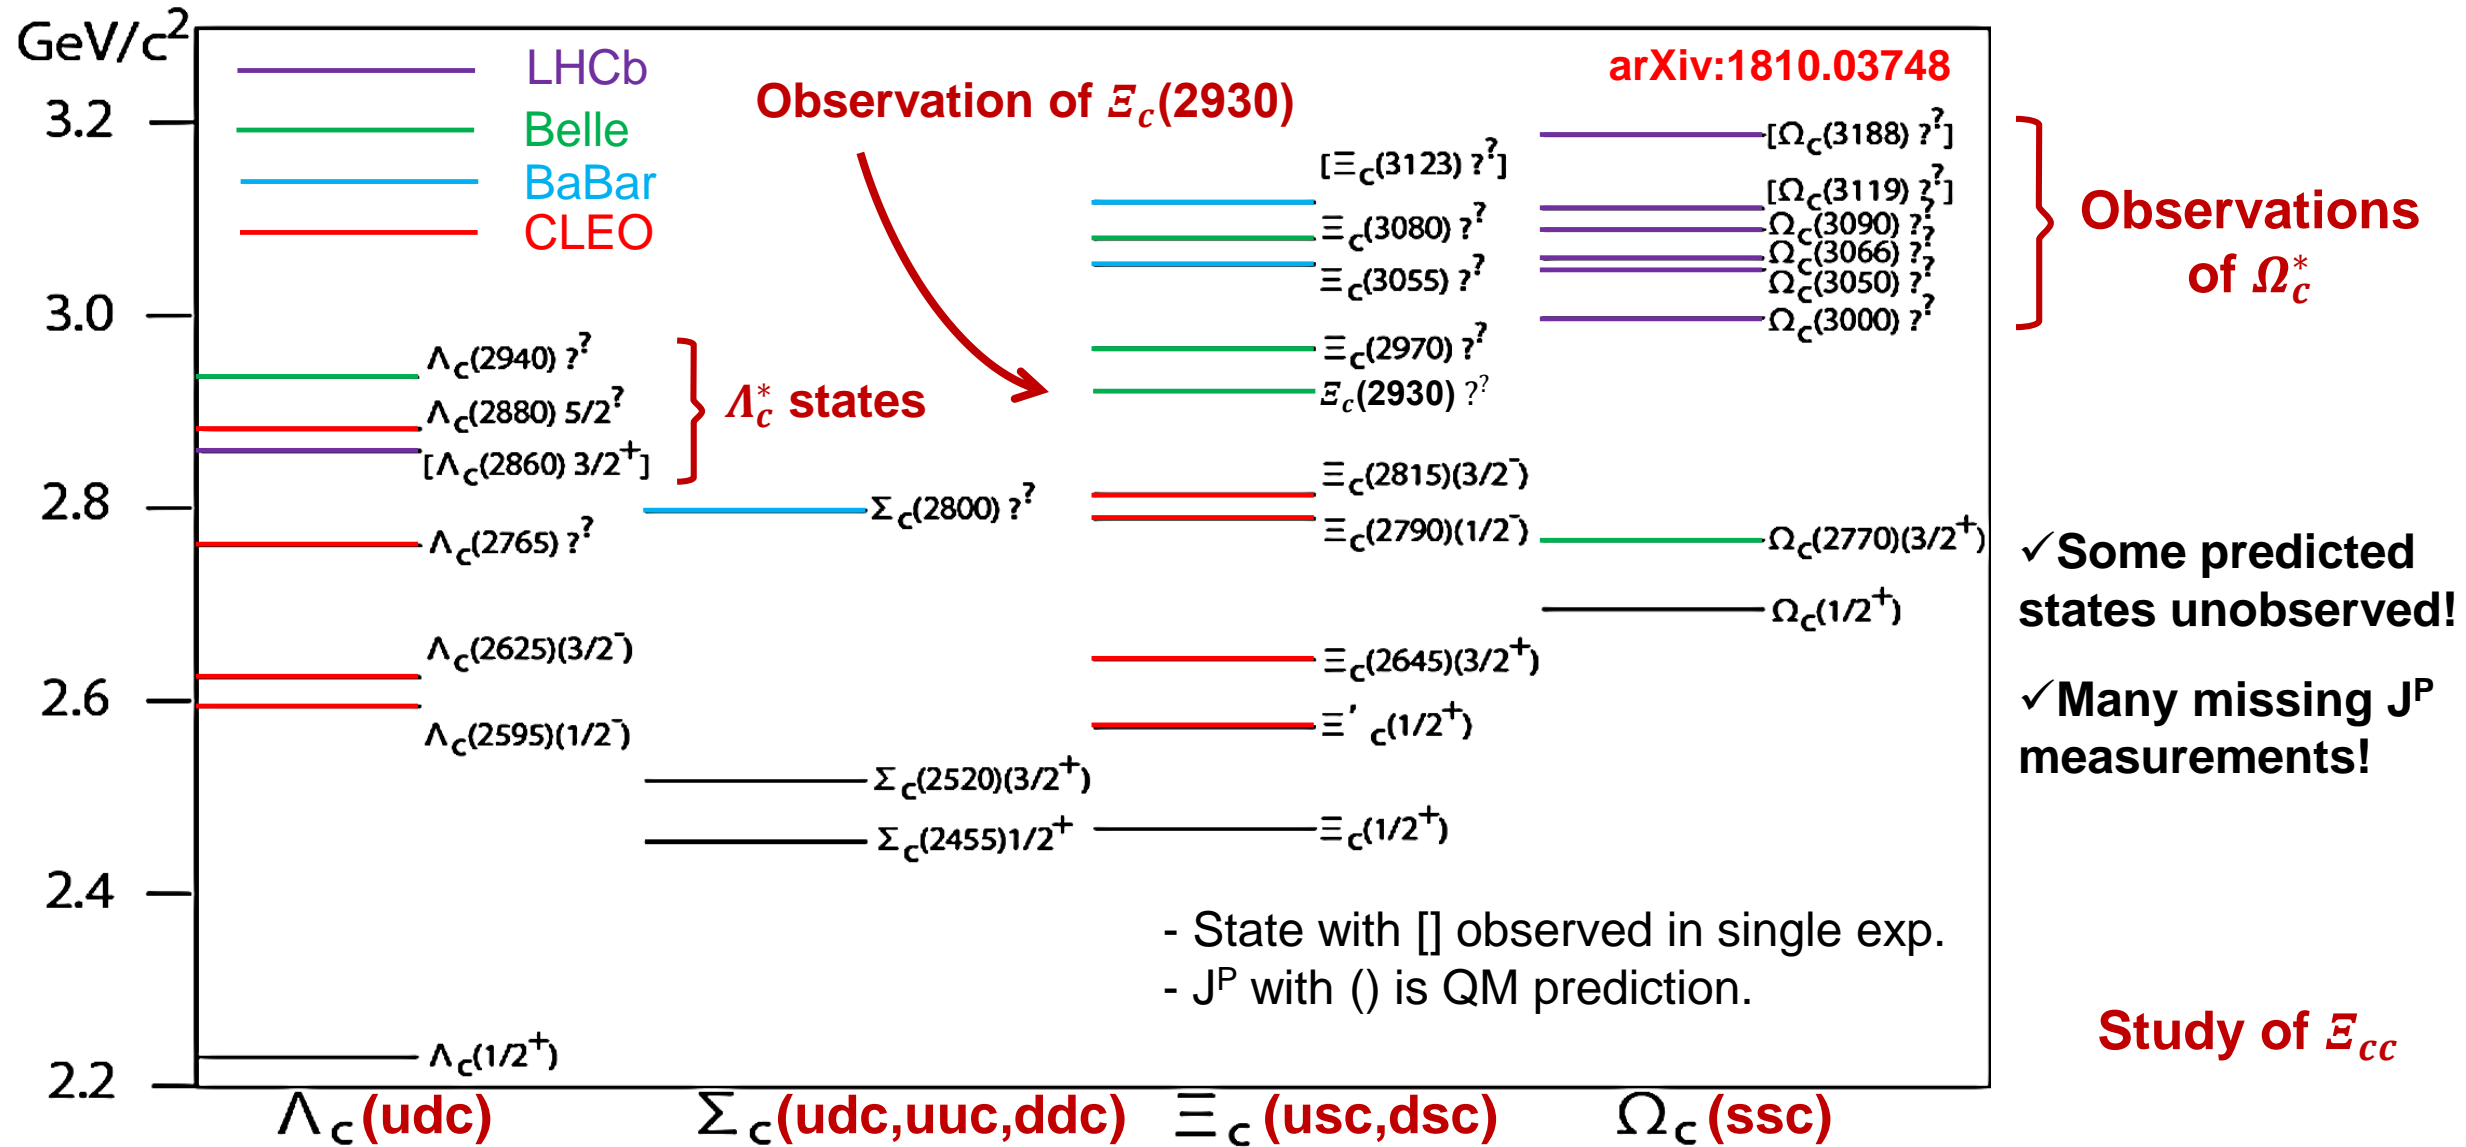 GeV/c²
3.2
3.0
2.8
2.6
2.4
2.2
LHCb
Belle
BaBar
CLEO
Observation of Ξc(2930)
arXiv:1810.03748
Λc(2940) ??
Λc(2880) 5/2?
[Λc(2860) 3/2+]
Λc(2765) ??
Λc(2625)(3/2-)
Λc(2595)(1/2-)
Λc(1/2+)
Λ*c states
Σc(2800) ??
Σc(2520)(3/2+)
Σc(2455)1/2+
[Ξc(3123) ??]
Ξc(3080) ??
Ξc(3055) ??
Ξc(2970) ??
Ξc(2930) ??
Ξc(2815)(3/2-)
Ξc(2790)(1/2-)
Ξc(2645)(3/2+)
Ξ'c(1/2+)
Ξc(1/2+)
[Ωc(3188) ??]
[Ωc(3119) ??]
Ωc(3090) ??
Ωc(3066) ??
Ωc(3050) ??
Ωc(3000) ??
Ωc(2770)(3/2+)
Ωc(1/2+)
Observations
of Ω*c
✓Some predicted
states unobserved!
✓Many missing Jᴾ
measurements!
- State with [] observed in single exp.
- Jᴾ with () is QM prediction.
Study of Ξcc
Λc(udc)
Σc(udc,uuc,ddc)
Ξc(usc,dsc)
Ωc(ssc)